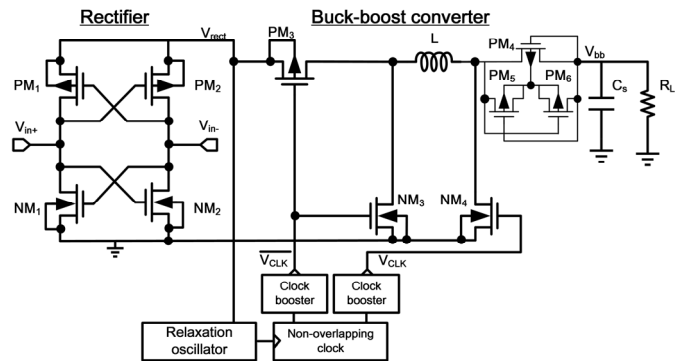 Rectifier
Buck-boost converter
Vrect
PM3
L
PM4
Vbb
PM1
PM2
PM5
PM6
Cs
RL
Vin+
Vin-
NM1
NM2
NM3
NM4
VCLK
VCLK
Clock
booster
Clock
booster
Relaxation
oscillator
Non-overlapping
clock